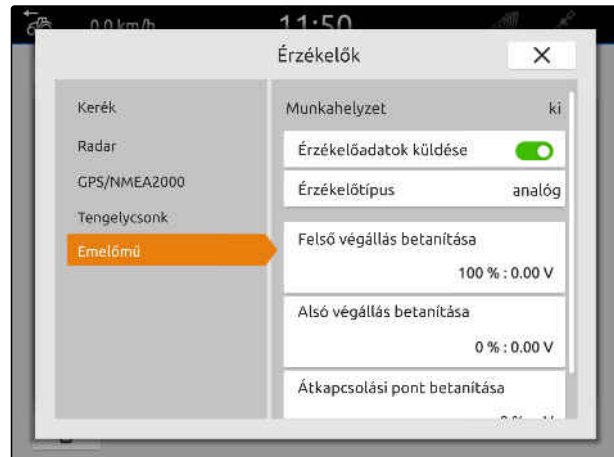 0.0 km/h
11:50
Érzékelők
Kerék
Radar
GPS/NMEA2000
Tengelycsonk
Emelőmű
Munkahelyzet ki
Érzékelőadatok küldése
Érzékelőtípus analóg
Felső végállás betanítása
100 % : 0.00 V
Alsó végállás betanítása
0 % : 0.00 V
Átkapcsolási pont betanítása